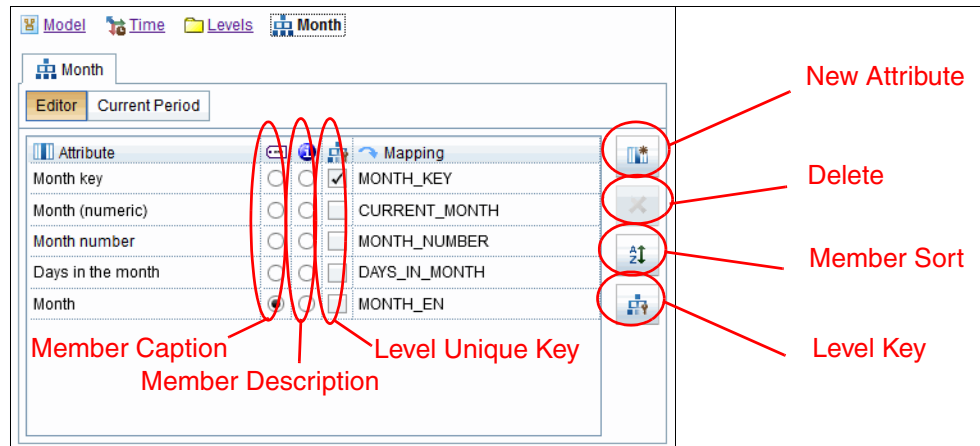 Model Time Levels Month
Month
New Attribute
Editor Current Period
Attribute Mapping
Month key MONTH_KEY
Delete
Month (numeric) CURRENT_MONTH
Month number MONTH_NUMBER
Member Sort
Days in the month DAYS_IN_MONTH
Month MONTH_EN
Member Caption Level Unique Key
Level Key
Member Description